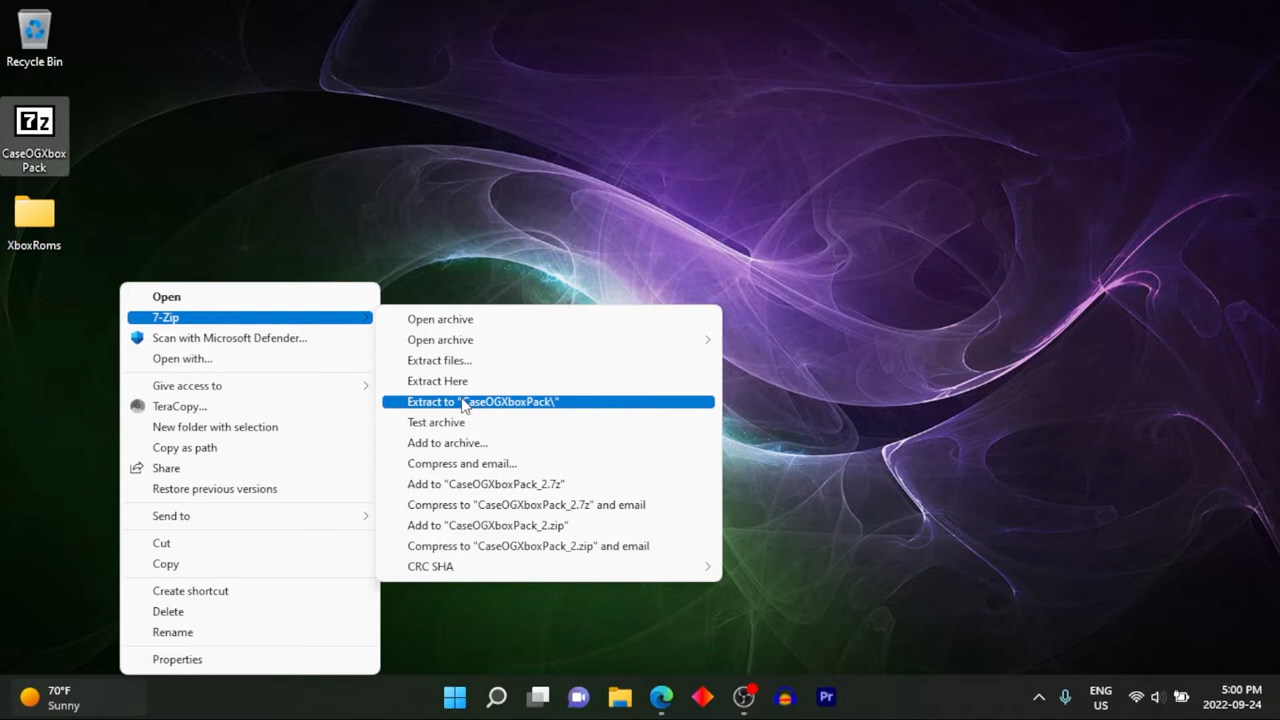 Recycle Bin
7z
CaseOGXbox
Pack
XboxRoms
Open
7-Zip
Scan with Microsoft Defender...
Open with...
Give access to
TeraCopy...
New folder with selection
Copy as path
Share
Restore previous versions
Send to
Cut
Copy
Create shortcut
Delete
Rename
Properties
Open archive
Open archive
Extract files...
Extract Here
Extract to "CaseOGXboxPack\"
Test archive
Add to archive...
Compress and email...
Add to "CaseOGXboxPack_2.7z"
Compress to "CaseOGXboxPack_2.7z" and email
Add to "CaseOGXboxPack_2.zip"
Compress to "CaseOGXboxPack_2.zip" and email
CRC SHA
70°F
Sunny
Pr
ENG
US
5:00 PM
2022-09-24